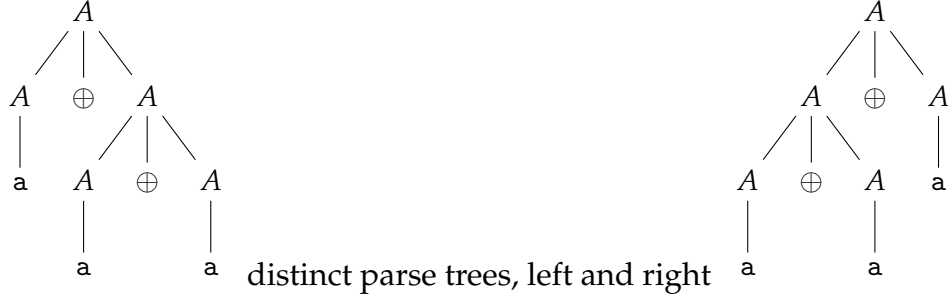 A A
A ⊕ A A ⊕ A
a A ⊕ A A ⊕ A a
a a distinct parse trees, left and right a a